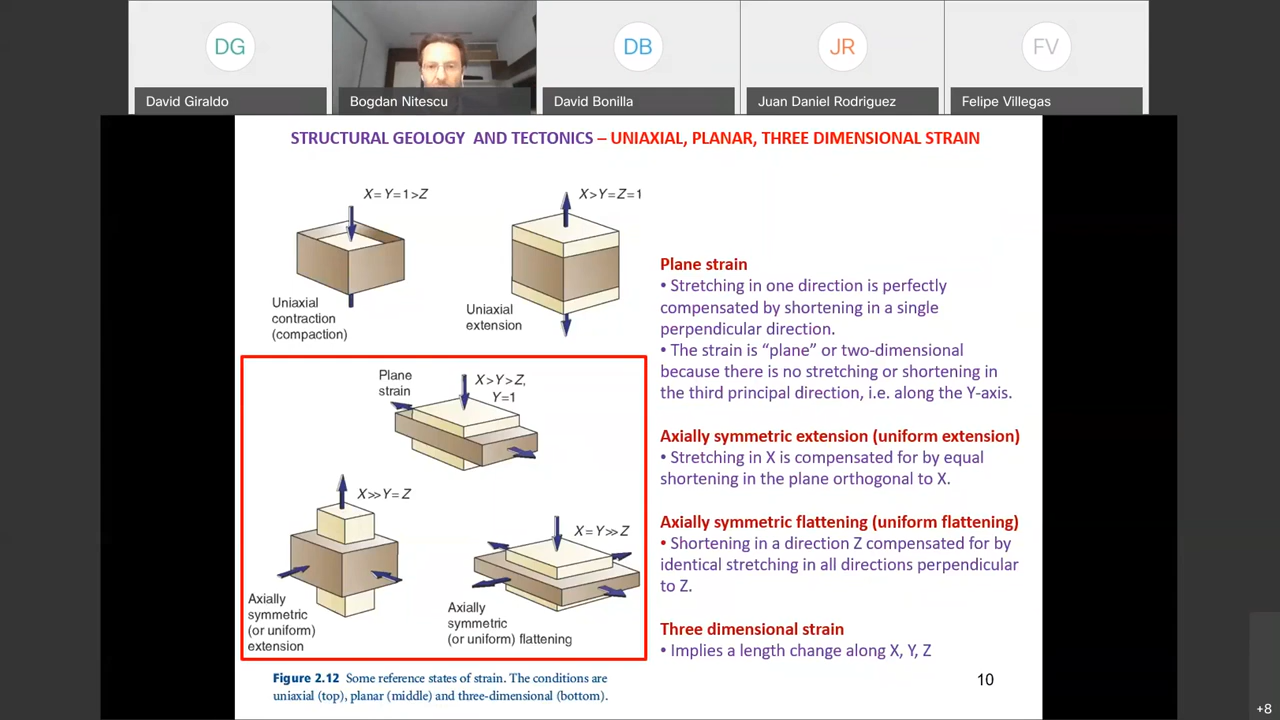 DG
DB
JR
FV
David Giraldo
Bogdan Nitescu
David Bonilla
Juan Daniel Rodriguez
Felipe Villegas
STRUCTURAL GEOLOGY AND TECTONICS – UNIAXIAL, PLANAR, THREE DIMENSIONAL STRAIN
X=Y=1>Z
Uniaxial
contraction
(compaction)
X>Y=Z=1
Uniaxial
extension
Plane
strain
X>Y>Z,
Y=1
X>>Y=Z
Axially
symmetric
(or uniform)
extension
X=Y>>Z
Axially
symmetric
(or uniform) flattening
Figure 2.12 Some reference states of strain. The conditions are
uniaxial (top), planar (middle) and three-dimensional (bottom).
Plane strain
• Stretching in one direction is perfectly
compensated by shortening in a single
perpendicular direction.
• The strain is “plane” or two-dimensional
because there is no stretching or shortening in
the third principal direction, i.e. along the Y-axis.
Axially symmetric extension (uniform extension)
• Stretching in X is compensated for by equal
shortening in the plane orthogonal to X.
Axially symmetric flattening (uniform flattening)
• Shortening in a direction Z compensated for by
identical stretching in all directions perpendicular
to Z.
Three dimensional strain
• Implies a length change along X, Y, Z
10
+8